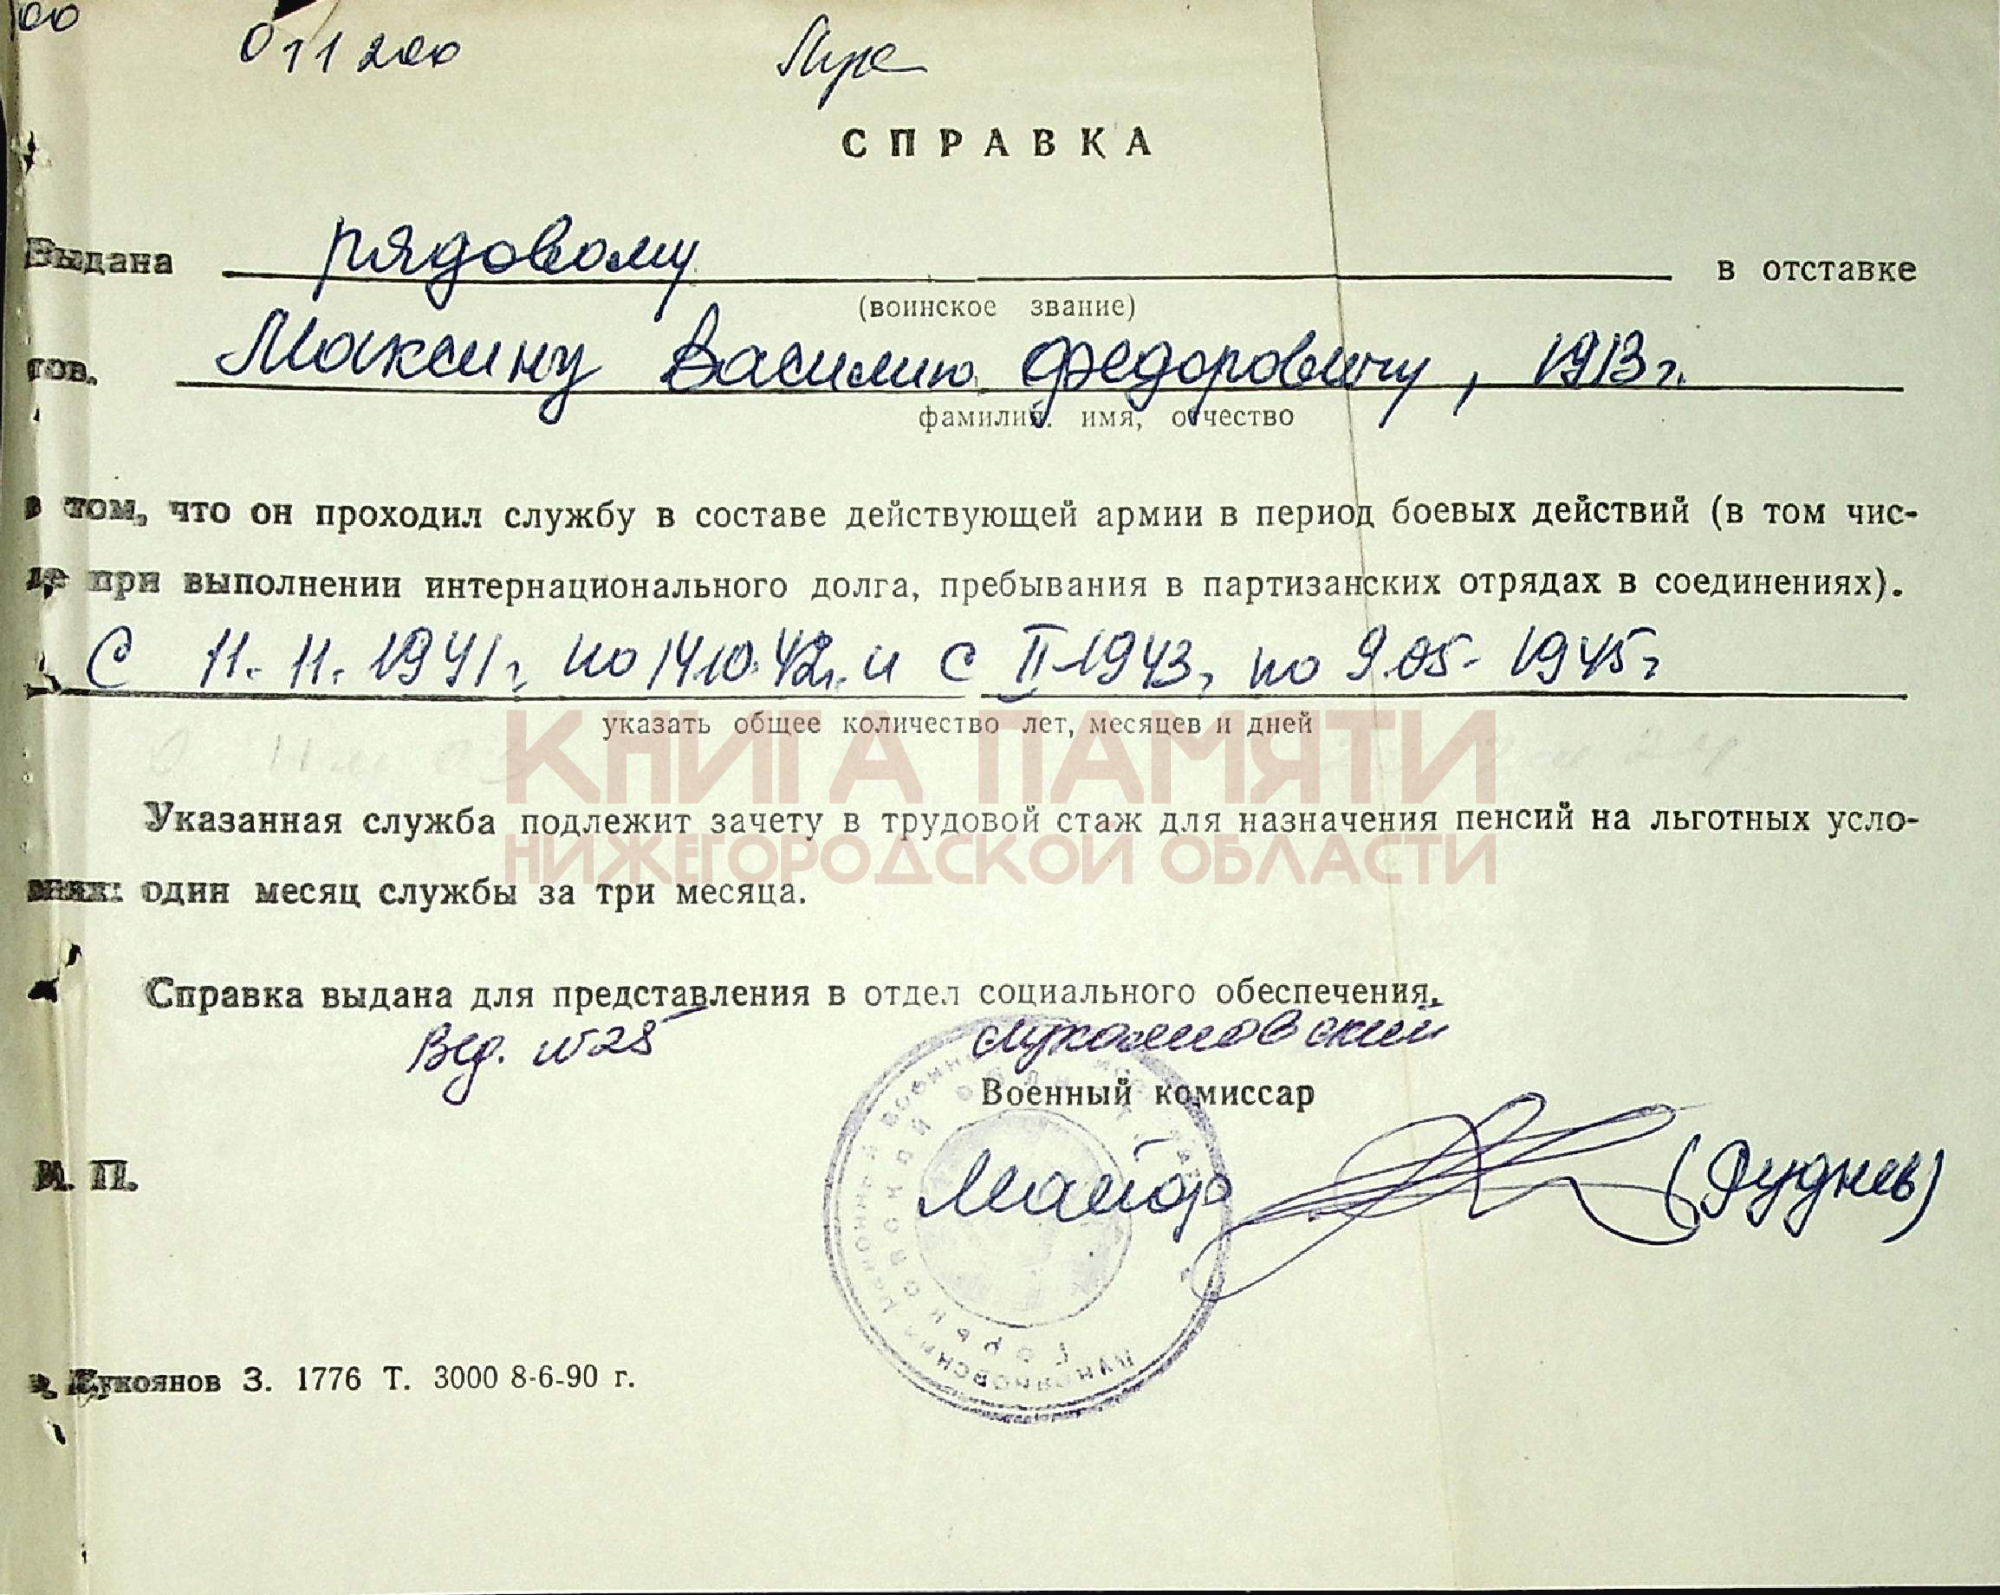 011200
СПРАВКА
Выдана рядовому в отставке
(воинское звание)
тов. Максину Василию Федоровичу, 1913 г.
фамилия, имя, отчество
в том, что он проходил службу в составе действующей армии в период боевых действий (в том чис-
ле при выполнении интернационального долга, пребывания в партизанских отрядах в соединениях).
С 11. 11. 1941 г. по 14 10. 42 г. и с II-1943 г по 9.05. 1945 г
указать общее количество лет, месяцев и дней
КНИГА ПАМЯТИ
Указанная служба подлежит зачету в трудовой стаж для назначения пенсий на льготных усло-
НИЖЕГОРОДСКОЙ ОБЛАСТИ
виях: один месяц службы за три месяца.
Справка выдана для представления в отдел социального обеспечения.
Вед. №25 Лукояновский
Военный комиссар
М. П. Майор (Руднев)
г. Лукоянов З. 1776 Т. 3000 8-6-90 г.